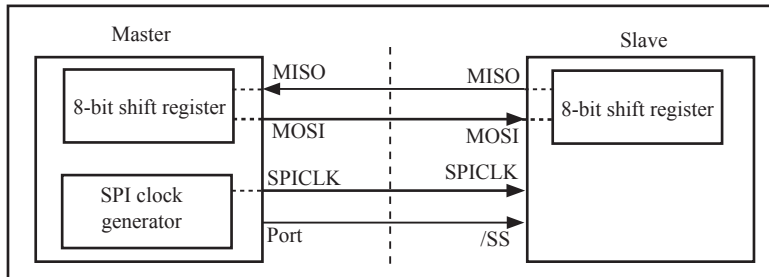 Master
Slave
MISO
MISO
8-bit shift register
8-bit shift register
MOSI
MOSI
SPICLK
SPICLK
SPI clock
generator
Port
/SS